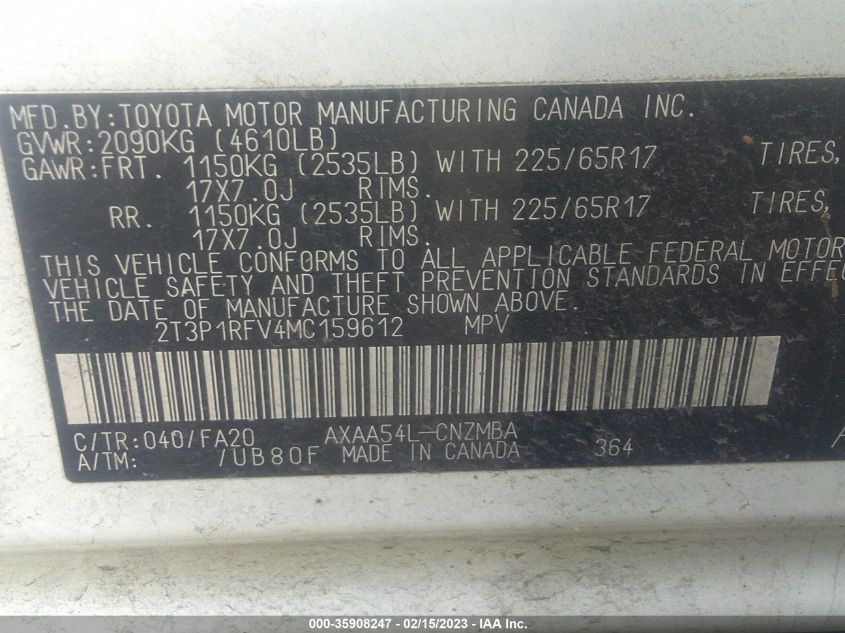 MFD.BY:TOYOTA MOTOR MANUFACTURING CANADA INC.
GVWR:2090KG (4610LB)
GAWR:FRT. 1150KG (2535LB) WITH 225/65R17 TIRES,
17X7.0J RIMS.
RR. 1150KG (2535LB) WITH 225/65R17 TIRES,
17X7.0J RIMS.
THIS VEHICLE CONFORMS TO ALL APPLICABLE FEDERAL MOTOR
VEHICLE SAFETY AND THEFT PREVENTION STANDARDS IN EFFE
THE DATE OF MANUFACTURE SHOWN ABOVE.
2T3P1RFV4MC159612 MPV
C/TR:040/FA20 AXAA54L-CNZMBA
A/TM: /UB80F MADE IN CANADA 364
000-35908247 - 02/15/2023 - IAA Inc.